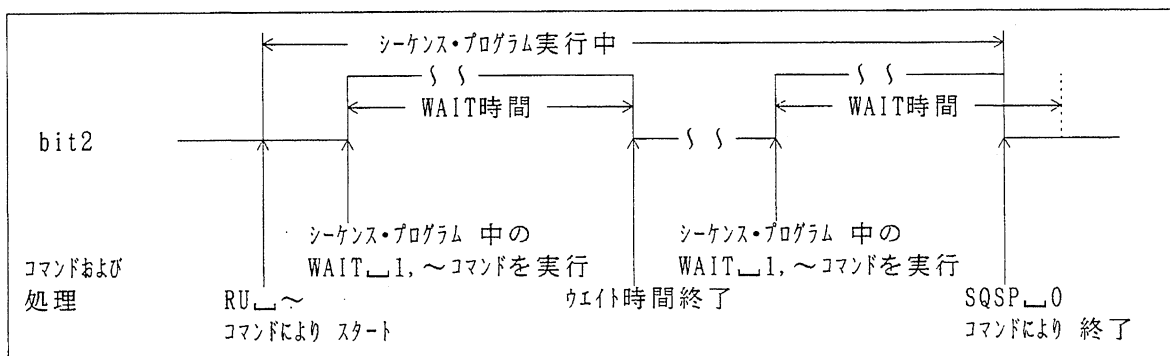 シーケンス・プログラム実行中
WAIT時間
WAIT時間
bit2
シーケンス・プログラム 中の
WAIT␣1,～コマンドを実行
シーケンス・プログラム 中の
WAIT␣1,～コマンドを実行
コマンドおよび
処理
RU␣～
コマンドにより スタート
ウエイト時間終了
SQSP␣0
コマンドにより 終了